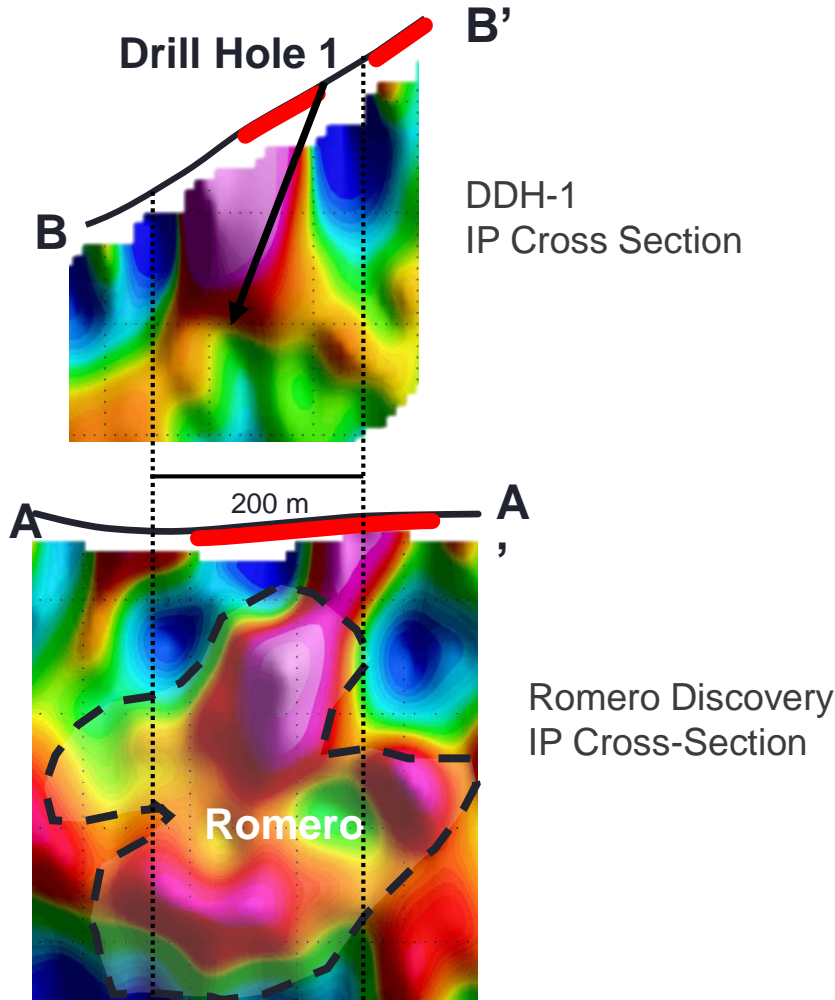 B’
Drill Hole 1
DDH-1
IP Cross Section
B
200 m
A
A
’
Romero Discovery
IP Cross-Section
Romero